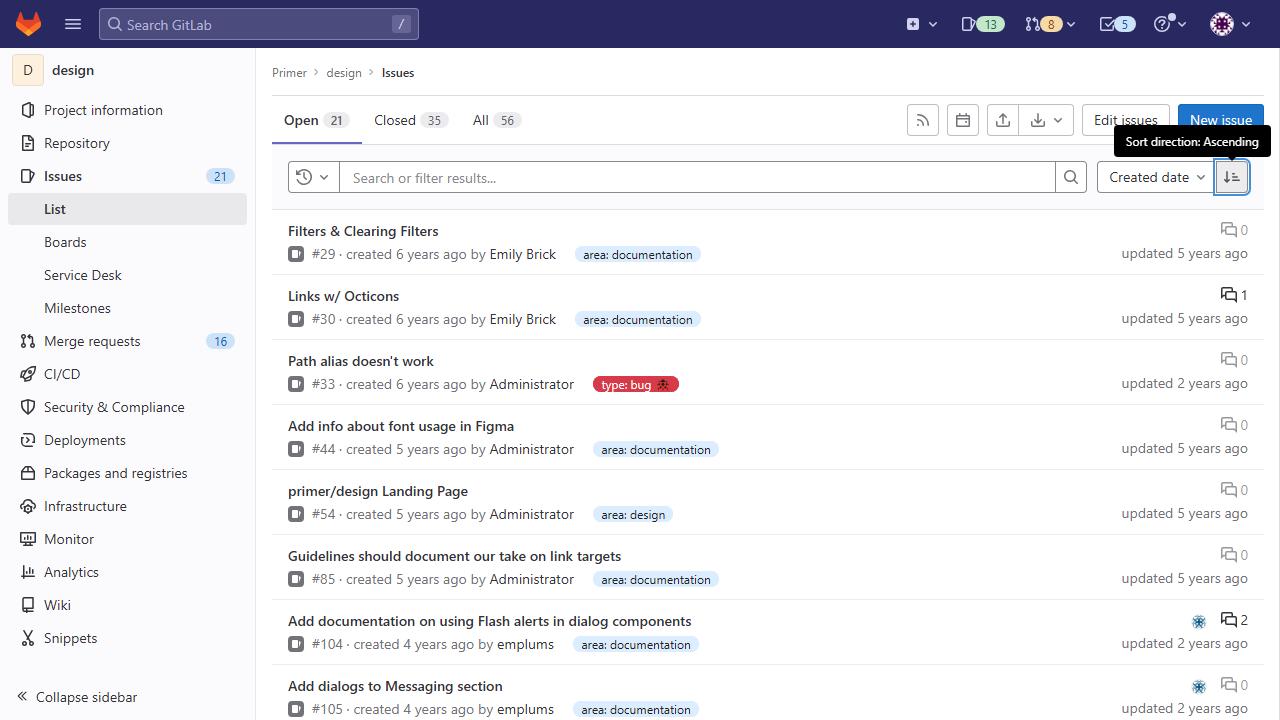 Search GitLab /
13
8
5
D design
Project information
Repository
Issues 21
List
Boards
Service Desk
Milestones
Merge requests 16
CI/CD
Security & Compliance
Deployments
Packages and registries
Infrastructure
Monitor
Analytics
Wiki
Snippets
Collapse sidebar
Primer design Issues
Open 21 Closed 35 All 56
Edit issues New issue
Sort direction: Ascending
Search or filter results...
Created date
Filters & Clearing Filters 0
#29 · created 6 years ago by Emily Brick area: documentation updated 5 years ago
Links w/ Octicons 1
#30 · created 6 years ago by Emily Brick area: documentation updated 5 years ago
Path alias doesn't work 0
#33 · created 6 years ago by Administrator type: bug updated 2 years ago
Add info about font usage in Figma 0
#44 · created 5 years ago by Administrator area: documentation updated 5 years ago
primer/design Landing Page 0
#54 · created 5 years ago by Administrator area: design updated 5 years ago
Guidelines should document our take on link targets 0
#85 · created 5 years ago by Administrator area: documentation updated 5 years ago
Add documentation on using Flash alerts in dialog components 2
#104 · created 4 years ago by emplums area: documentation updated 2 years ago
Add dialogs to Messaging section 0
#105 · created 4 years ago by emplums area: documentation updated 2 years ago